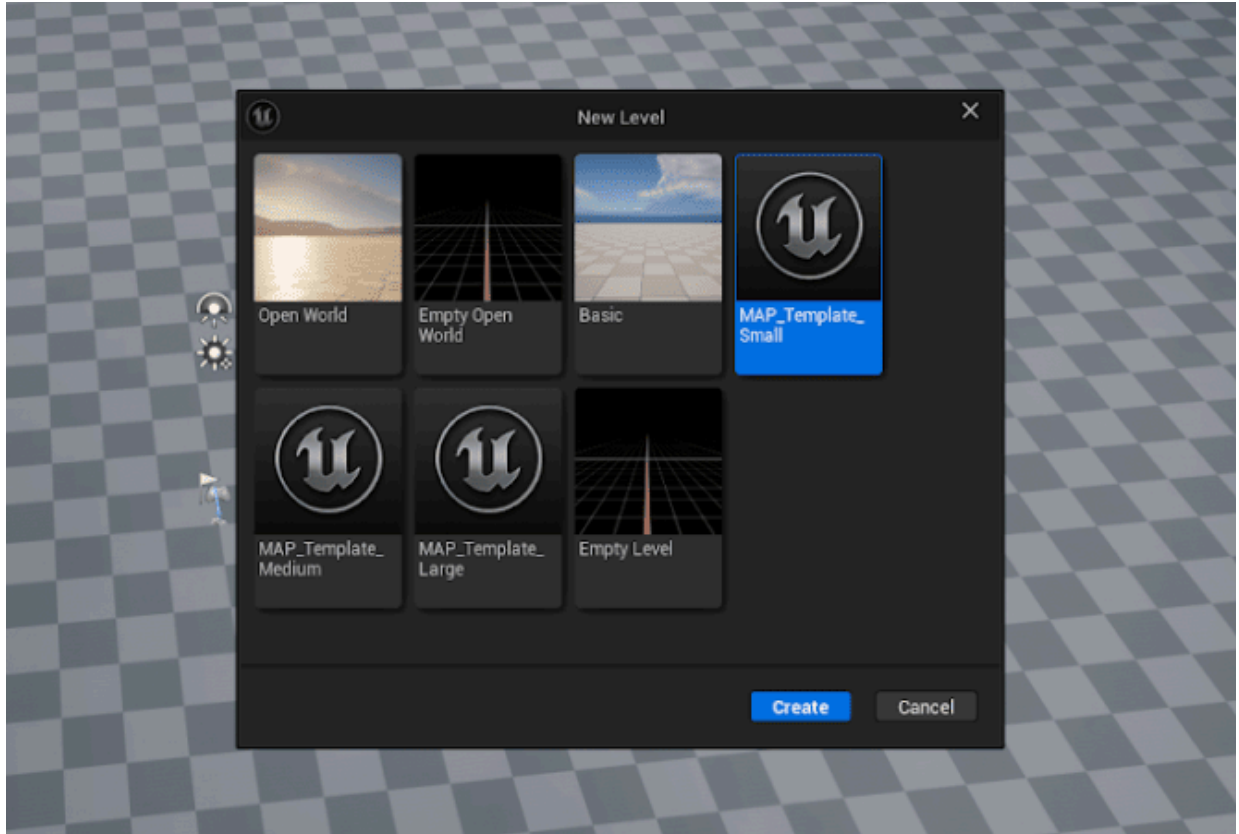 New Level
Open World
Empty Open
World
Basic
MAP_Template_
Small
MAP_Template_
Medium
MAP_Template_
Large
Empty Level
Create
Cancel